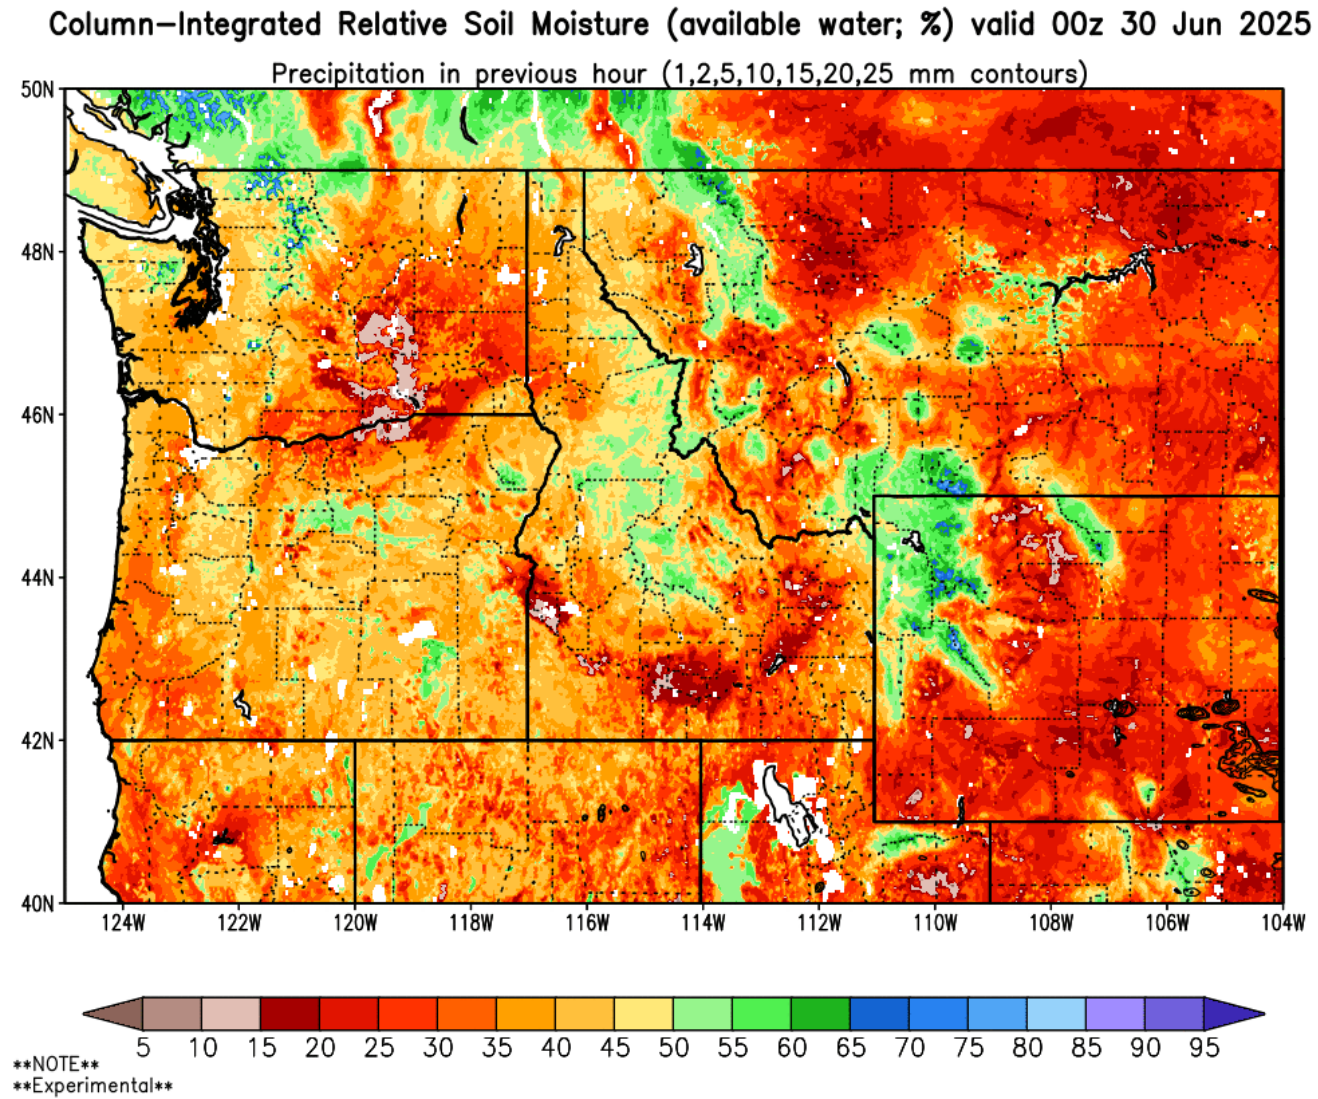 Column-Integrated Relative Soil Moisture (available water; %) valid 00z 30 Jun 2025
Precipitation in previous hour (1,2,5,10,15,20,25 mm contours)
50N
48N
46N
44N
42N
40N
124W 122W 120W 118W 116W 114W 112W 110W 108W 106W 104W
5 10 15 20 25 30 35 40 45 50 55 60 65 70 75 80 85 90 95
**NOTE**
**Experimental**